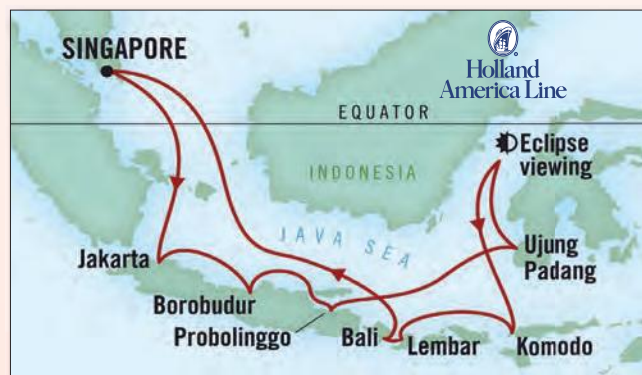 SINGAPORE
Holland
America Line
EQUATOR
Eclipse
viewing
INDONESIA
JAVA SEA
Ujung
Padang
Jakarta
Borobudur
Probolinggo
Bali
Lembar
Komodo